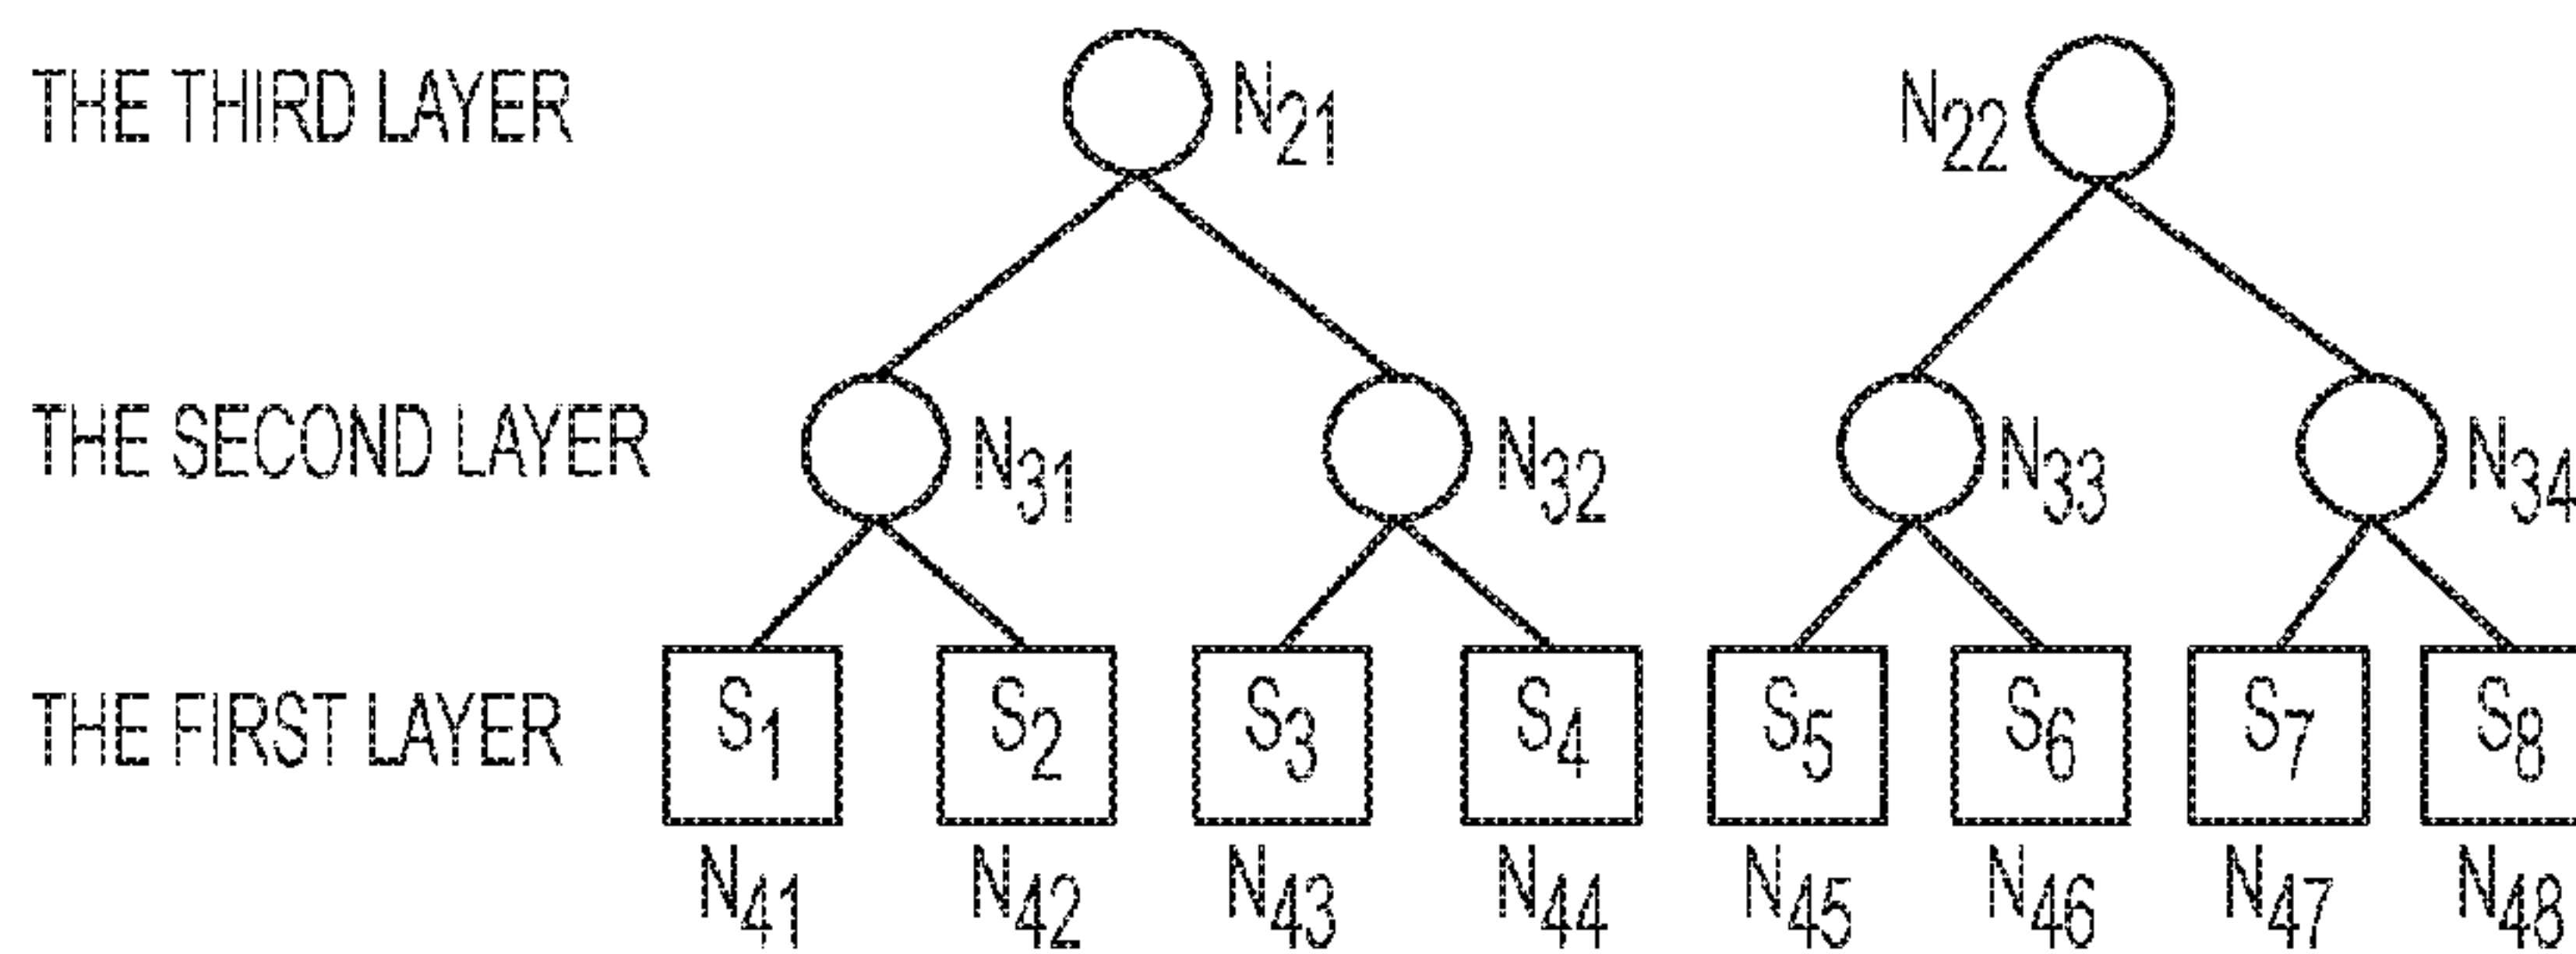 THE THIRD LAYER N21 N22
THE SECOND LAYER N31 N32 N33 N34
THE FIRST LAYER S1 S2 S3 S4 S5 S6 S7 S8
N41 N42 N43 N44 N45 N46 N47 N48